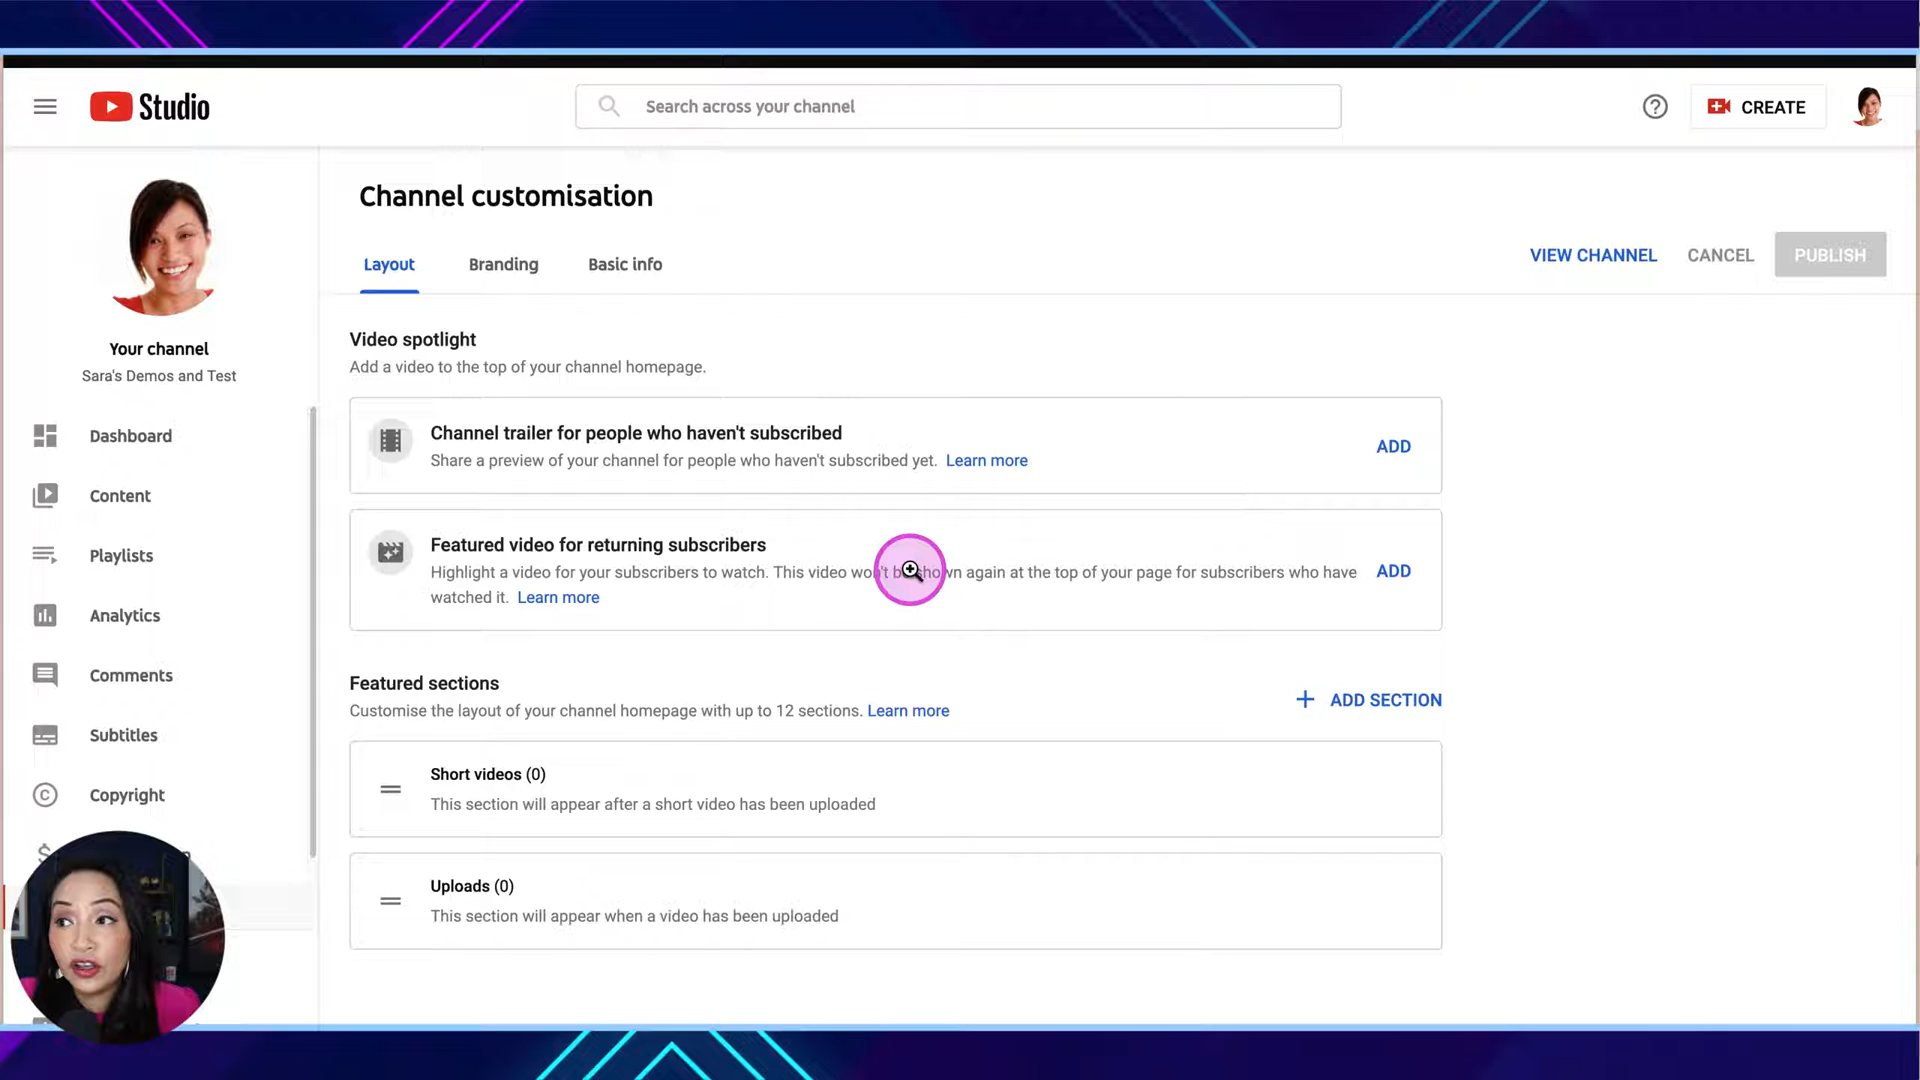 Studio
Search across your channel
CREATE
Channel customisation
Layout
Branding
Basic info
VIEW CHANNEL
CANCEL
PUBLISH
Your channel
Sara's Demos and Test
Dashboard
Content
Playlists
Analytics
Comments
Subtitles
Copyright
Video spotlight
Add a video to the top of your channel homepage.
Channel trailer for people who haven't subscribed
Share a preview of your channel for people who haven't subscribed yet. Learn more
ADD
Featured video for returning subscribers
Highlight a video for your subscribers to watch. This video won't be shown again at the top of your page for subscribers who have
watched it. Learn more
ADD
Featured sections
Customise the layout of your channel homepage with up to 12 sections. Learn more
+ ADD SECTION
Short videos (0)
This section will appear after a short video has been uploaded
Uploads (0)
This section will appear when a video has been uploaded